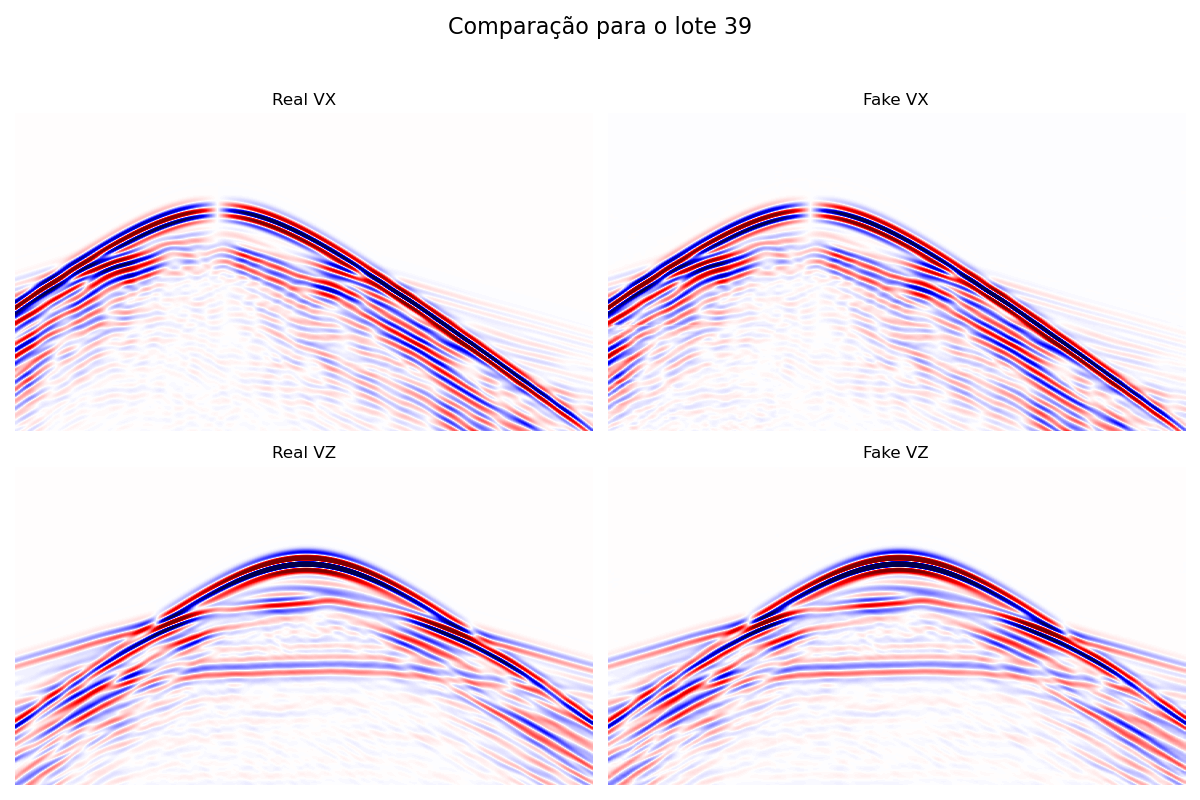 Comparação para o lote 39
Real VX
Fake VX
Real VZ
Fake VZ